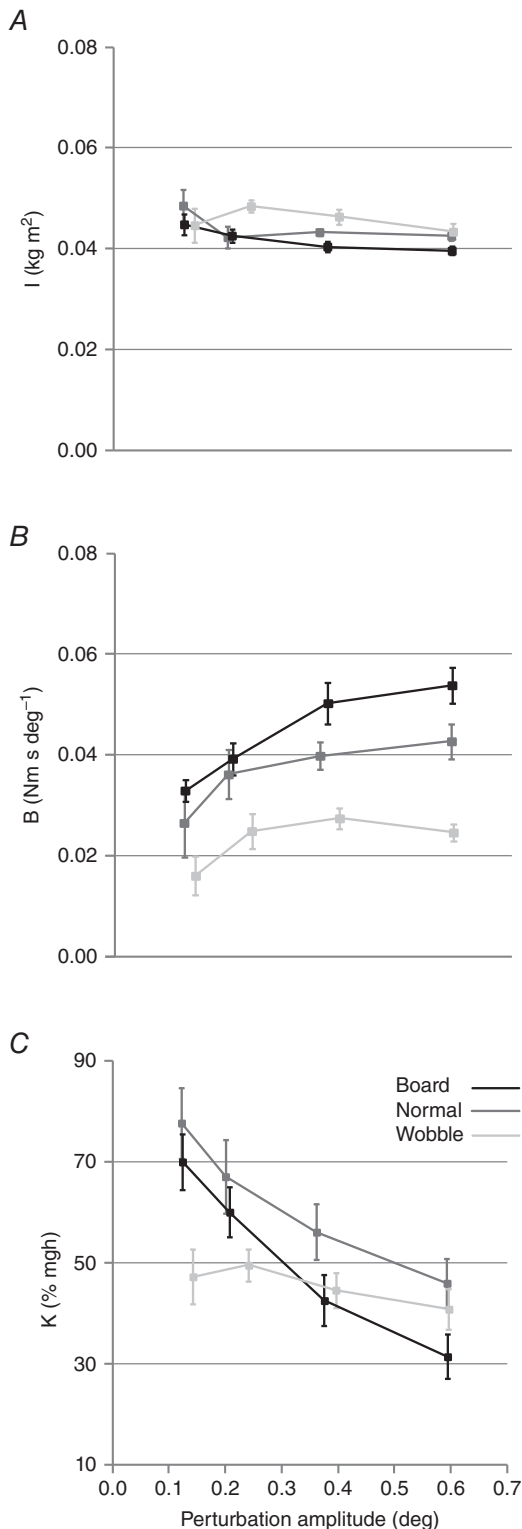 A
0.08
0.06
0.04
0.02
0.00
I (kg m²)
B
0.08
0.06
0.04
0.02
0.00
B (Nm s deg⁻¹)
C
90
70
50
30
10
K (% mgh)
Board
Normal
Wobble
0.0 0.1 0.2 0.3 0.4 0.5 0.6 0.7
Perturbation amplitude (deg)